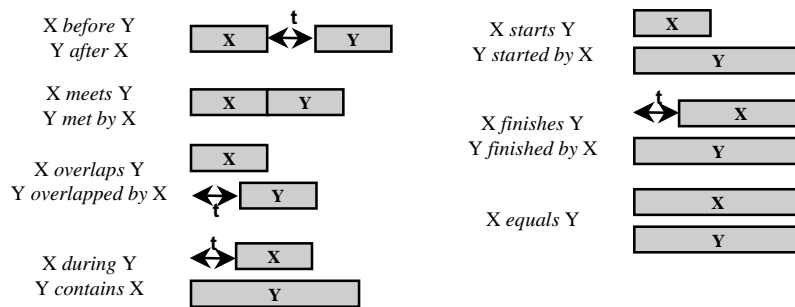 X before Y
Y after X
X
t
Y
X meets Y
Y met by X
X
Y
X overlaps Y
Y overlapped by X
X
t
Y
X during Y
Y contains X
t
X
Y
X starts Y
Y started by X
X
Y
X finishes Y
Y finished by X
t
X
Y
X equals Y
X
Y